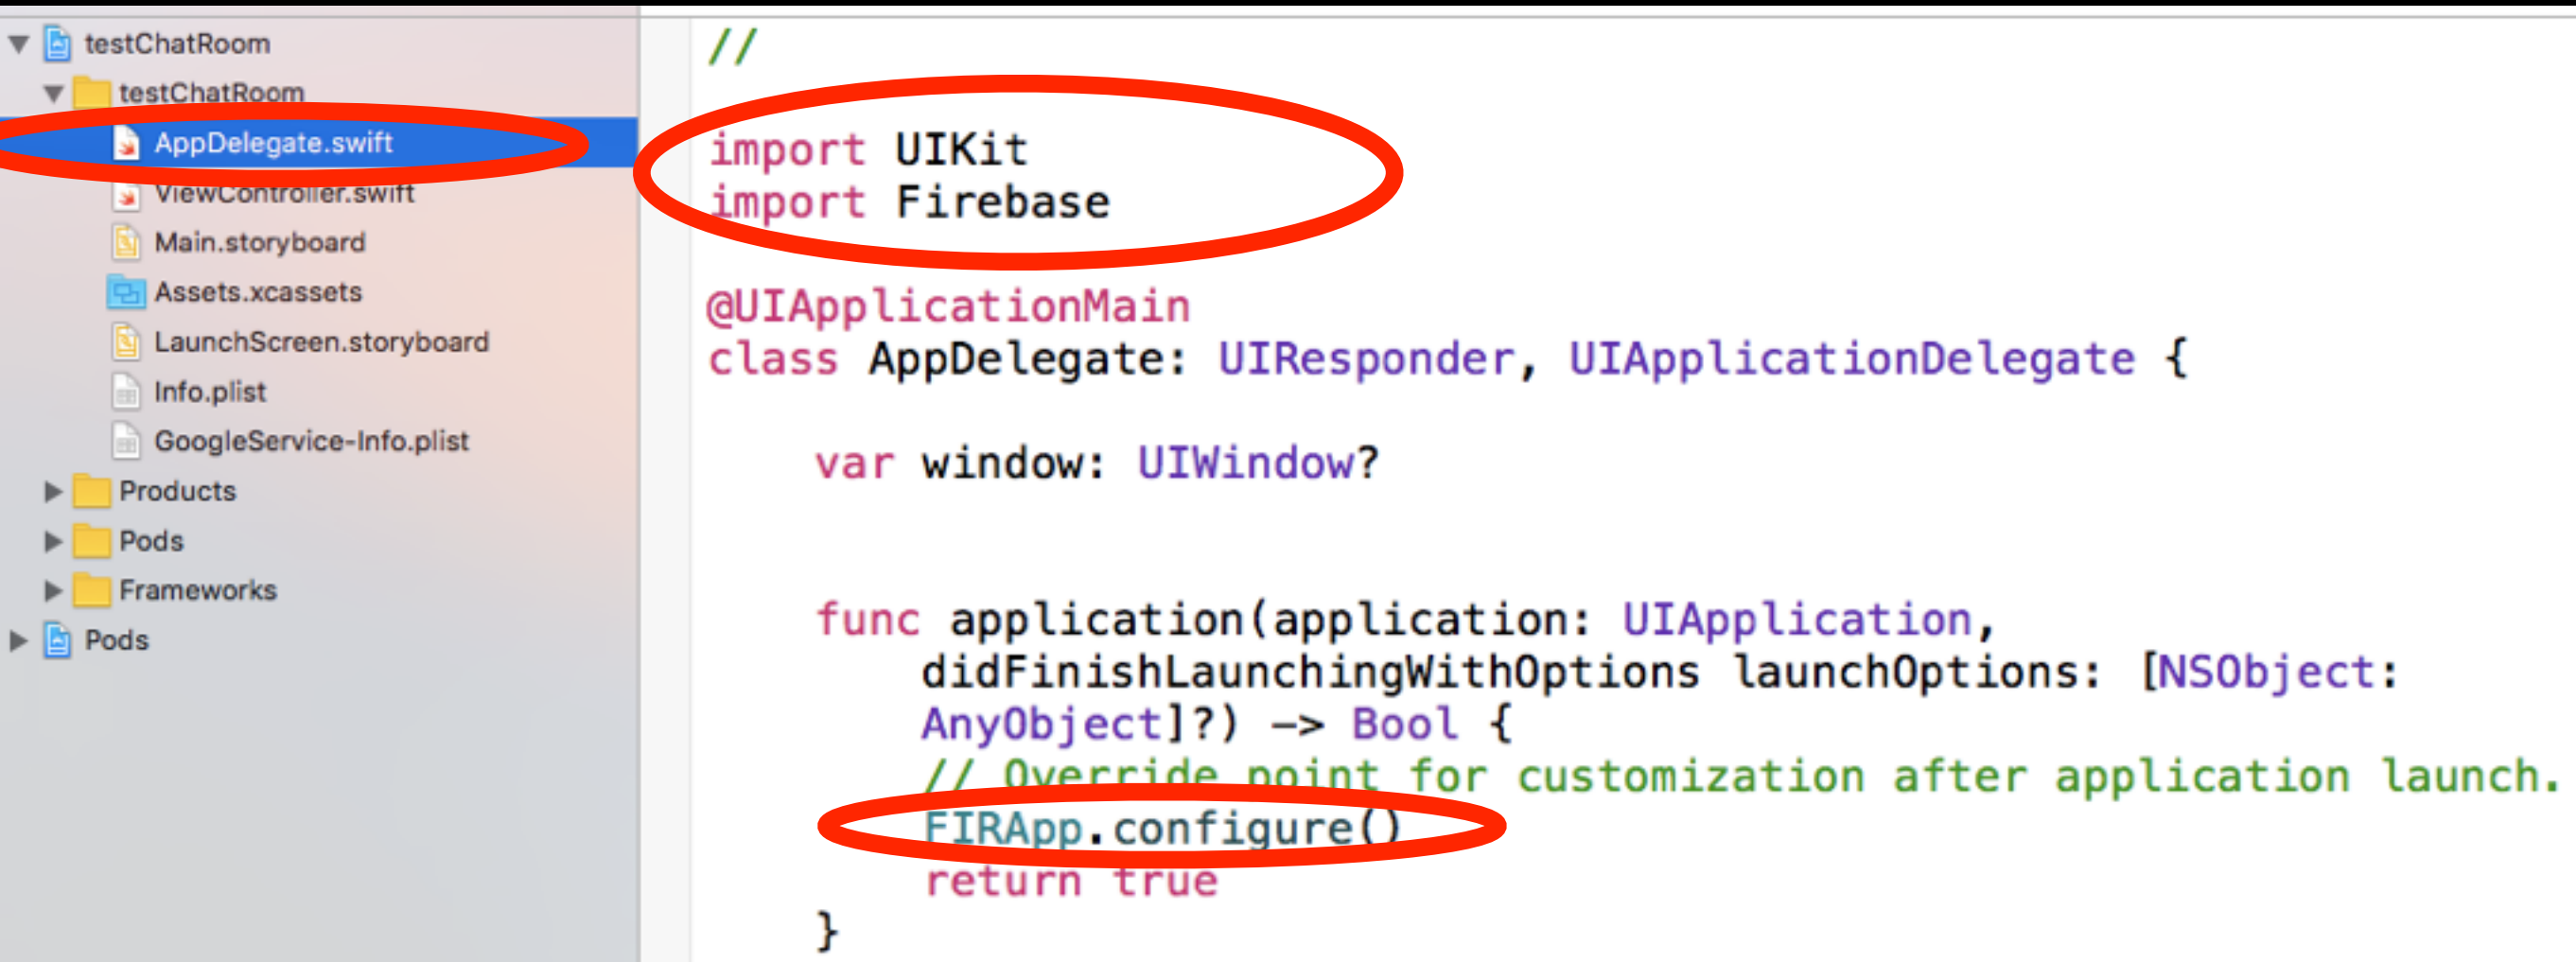 testChatRoom
testChatRoom
AppDelegate.swift
ViewController.swift
Main.storyboard
Assets.xcassets
LaunchScreen.storyboard
Info.plist
GoogleService-Info.plist
Products
Pods
Frameworks
Pods
//
import UIKit
import Firebase
@UIApplicationMain
class AppDelegate: UIResponder, UIApplicationDelegate {
var window: UIWindow?
func application(application: UIApplication,
didFinishLaunchingWithOptions launchOptions: [NSObject:
AnyObject]?) -> Bool {
// Override point for customization after application launch.
FIRApp.configure()
return true
}